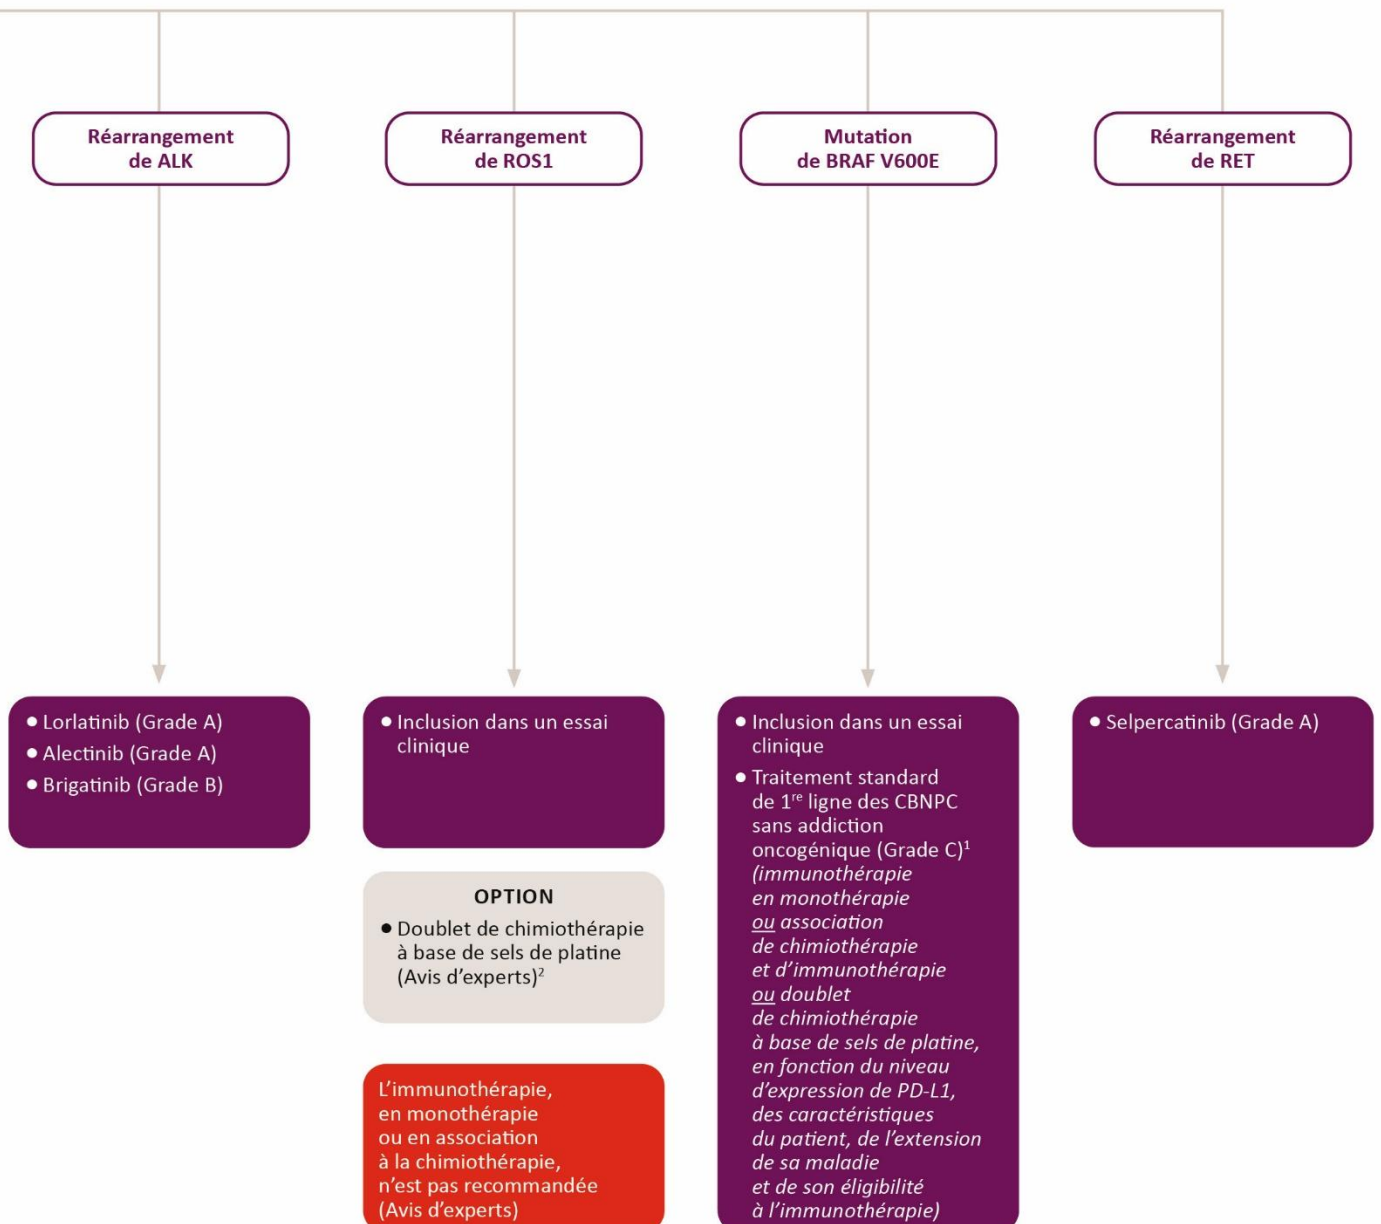 Réarrangement
de ALK
Réarrangement
de ROS1
Mutation
de BRAF V600E
Réarrangement
de RET
● Lorlatinib (Grade A)
● Alectinib (Grade A)
● Brigatinib (Grade B)
● Inclusion dans un essai
clinique
OPTION
● Doublet de chimiothérapie
à base de sels de platine
(Avis d’experts)²
L’immunothérapie,
en monothérapie
ou en association
à la chimiothérapie,
n’est pas recommandée
(Avis d’experts)
● Inclusion dans un essai
clinique
● Traitement standard
de 1re ligne des CBNPC
sans addiction
oncogénique (Grade C)¹
(immunothérapie
en monothérapie
ou association
de chimiothérapie
et d’immunothérapie
ou doublet
de chimiothérapie
à base de sels de platine,
en fonction du niveau
d’expression de PD-L1,
des caractéristiques
du patient, de l’extension
de sa maladie
et de son éligibilité
à l’immunothérapie)
● Selpercatinib (Grade A)